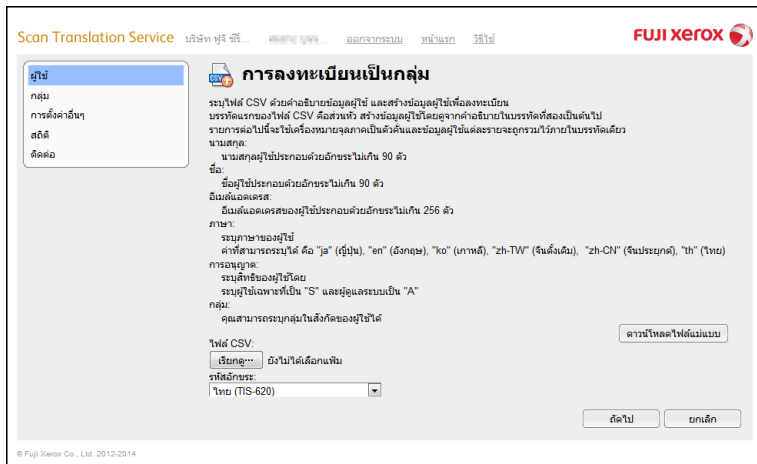 Scan Translation Service บริษัท ฟูจิ ซีร็... ออกจากระบบ หน้าแรก วิธีใช้
FUJI xerox
ผู้ใช้
กลุ่ม
การตั้งค่าอื่นๆ
สถิติ
ติดต่อ
CSV
การลงทะเบียนเป็นกลุ่ม
ระบุไฟล์ CSV ด้วยคำอธิบายข้อมูลผู้ใช้ และสร้างข้อมูลผู้ใช้เพื่อลงทะเบียน
บรรทัดแรกของไฟล์ CSV คือส่วนหัว สร้างข้อมูลผู้ใช้โดยดูจากคำอธิบายในบรรทัดที่สองเป็นต้นไป
รายการต่อไปนี้จะใช้เครื่องหมายจุลภาคเป็นตัวคั่นและข้อมูลผู้ใช้แต่ละรายจะถูกรวมไว้ภายในบรรทัดเดียว
นามสกุล:
นามสกุลผู้ใช้ประกอบด้วยอักขระไม่เกิน 90 ตัว
ชื่อ:
ชื่อผู้ใช้ประกอบด้วยอักขระไม่เกิน 90 ตัว
อีเมล์แอดเดรส:
อีเมล์แอดเดรสของผู้ใช้ประกอบด้วยอักขระไม่เกิน 256 ตัว
ภาษา:
ระบุภาษาของผู้ใช้
ค่าที่สามารถระบุได้ คือ "ja" (ญี่ปุ่น), "en" (อังกฤษ), "ko" (เกาหลี), "zh-TW" (จีนดั้งเดิม), "zh-CN" (จีนประยุกต์), "th" (ไทย)
การอนุญาต:
ระบุสิทธิของผู้ใช้โดย
ระบุผู้ใช้เฉพาะที่เป็น "S" และผู้ดูแลระบบเป็น "A"
กลุ่ม:
คุณสามารถระบุกลุ่มในสังกัดของผู้ใช้ได้
ดาวน์โหลดไฟล์แม่แบบ
ไฟล์ CSV:
เรียกดู... ยังไม่ได้เลือกแฟ้ม
รหัสอักขระ:
ไทย (TIS-620)
ถัดไป ยกเลิก
© Fuji Xerox Co., Ltd. 2012-2014